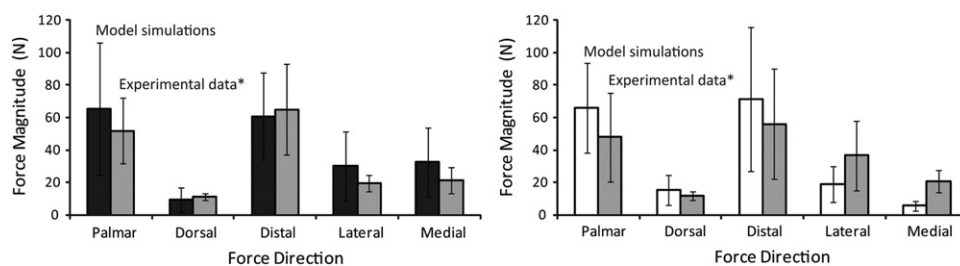 120
100
80
60
40
20
0
Force Magnitude (N)
Model simulations
Experimental data*
Palmar Dorsal Distal Lateral Medial
Force Direction
120
100
80
60
40
20
0
Force Magnitude (N)
Model simulations
Experimental data*
Palmar Dorsal Distal Lateral Medial
Force Direction